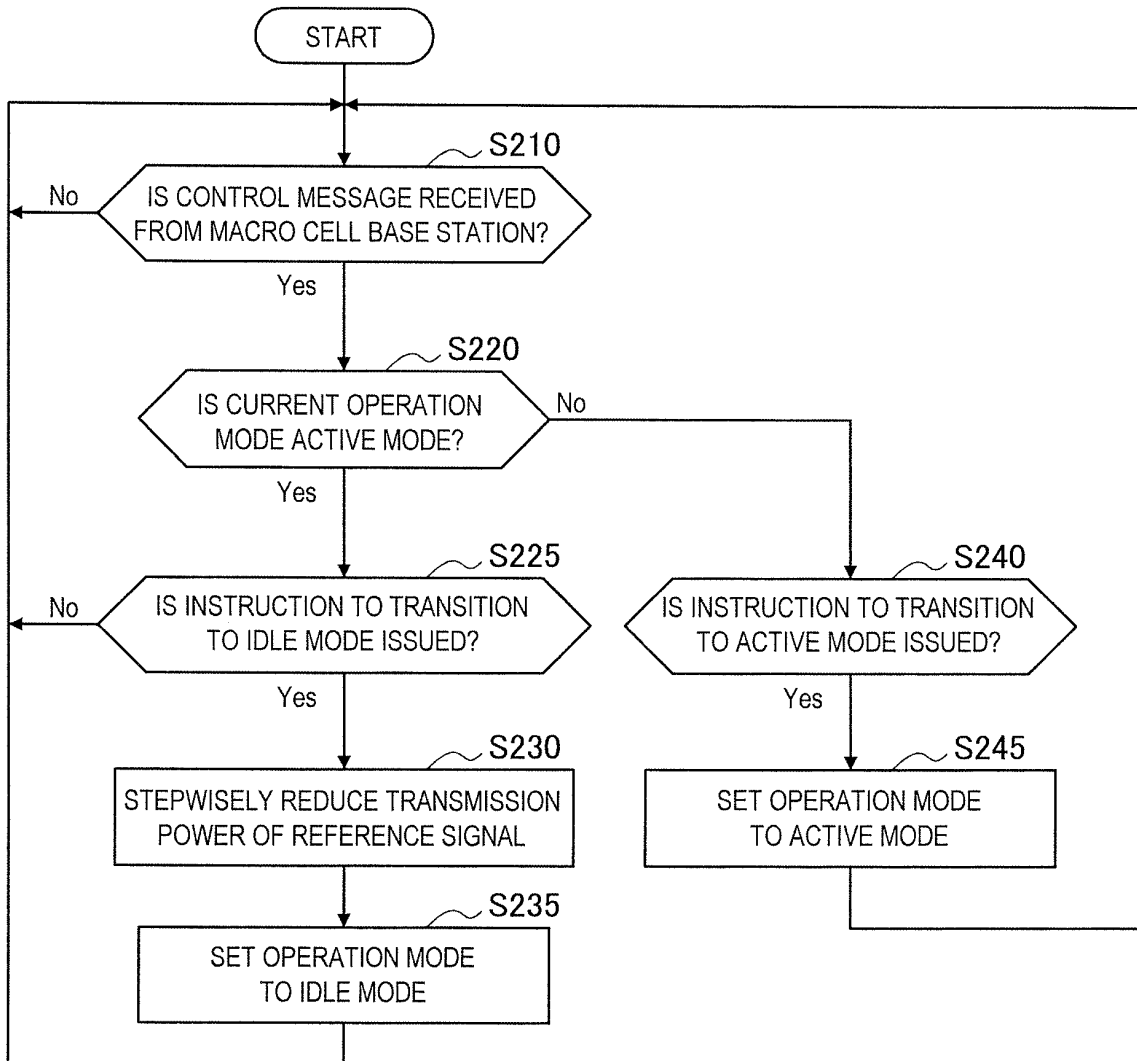 START
S210
No
IS CONTROL MESSAGE RECEIVED
FROM MACRO CELL BASE STATION?
Yes
S220
IS CURRENT OPERATION
MODE ACTIVE MODE?
No
Yes
S225
No
IS INSTRUCTION TO TRANSITION
TO IDLE MODE ISSUED?
Yes
S240
IS INSTRUCTION TO TRANSITION
TO ACTIVE MODE ISSUED?
Yes
S230
STEPWISELY REDUCE TRANSMISSION
POWER OF REFERENCE SIGNAL
S245
SET OPERATION MODE
TO ACTIVE MODE
S235
SET OPERATION MODE
TO IDLE MODE